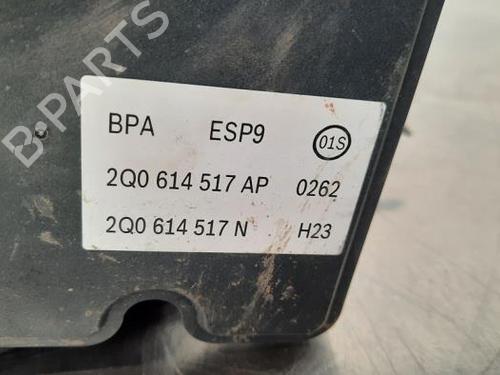 B-PARTS
BPA ESP9 01S
2Q0 614 517 AP 0262
2Q0 614 517 N H23